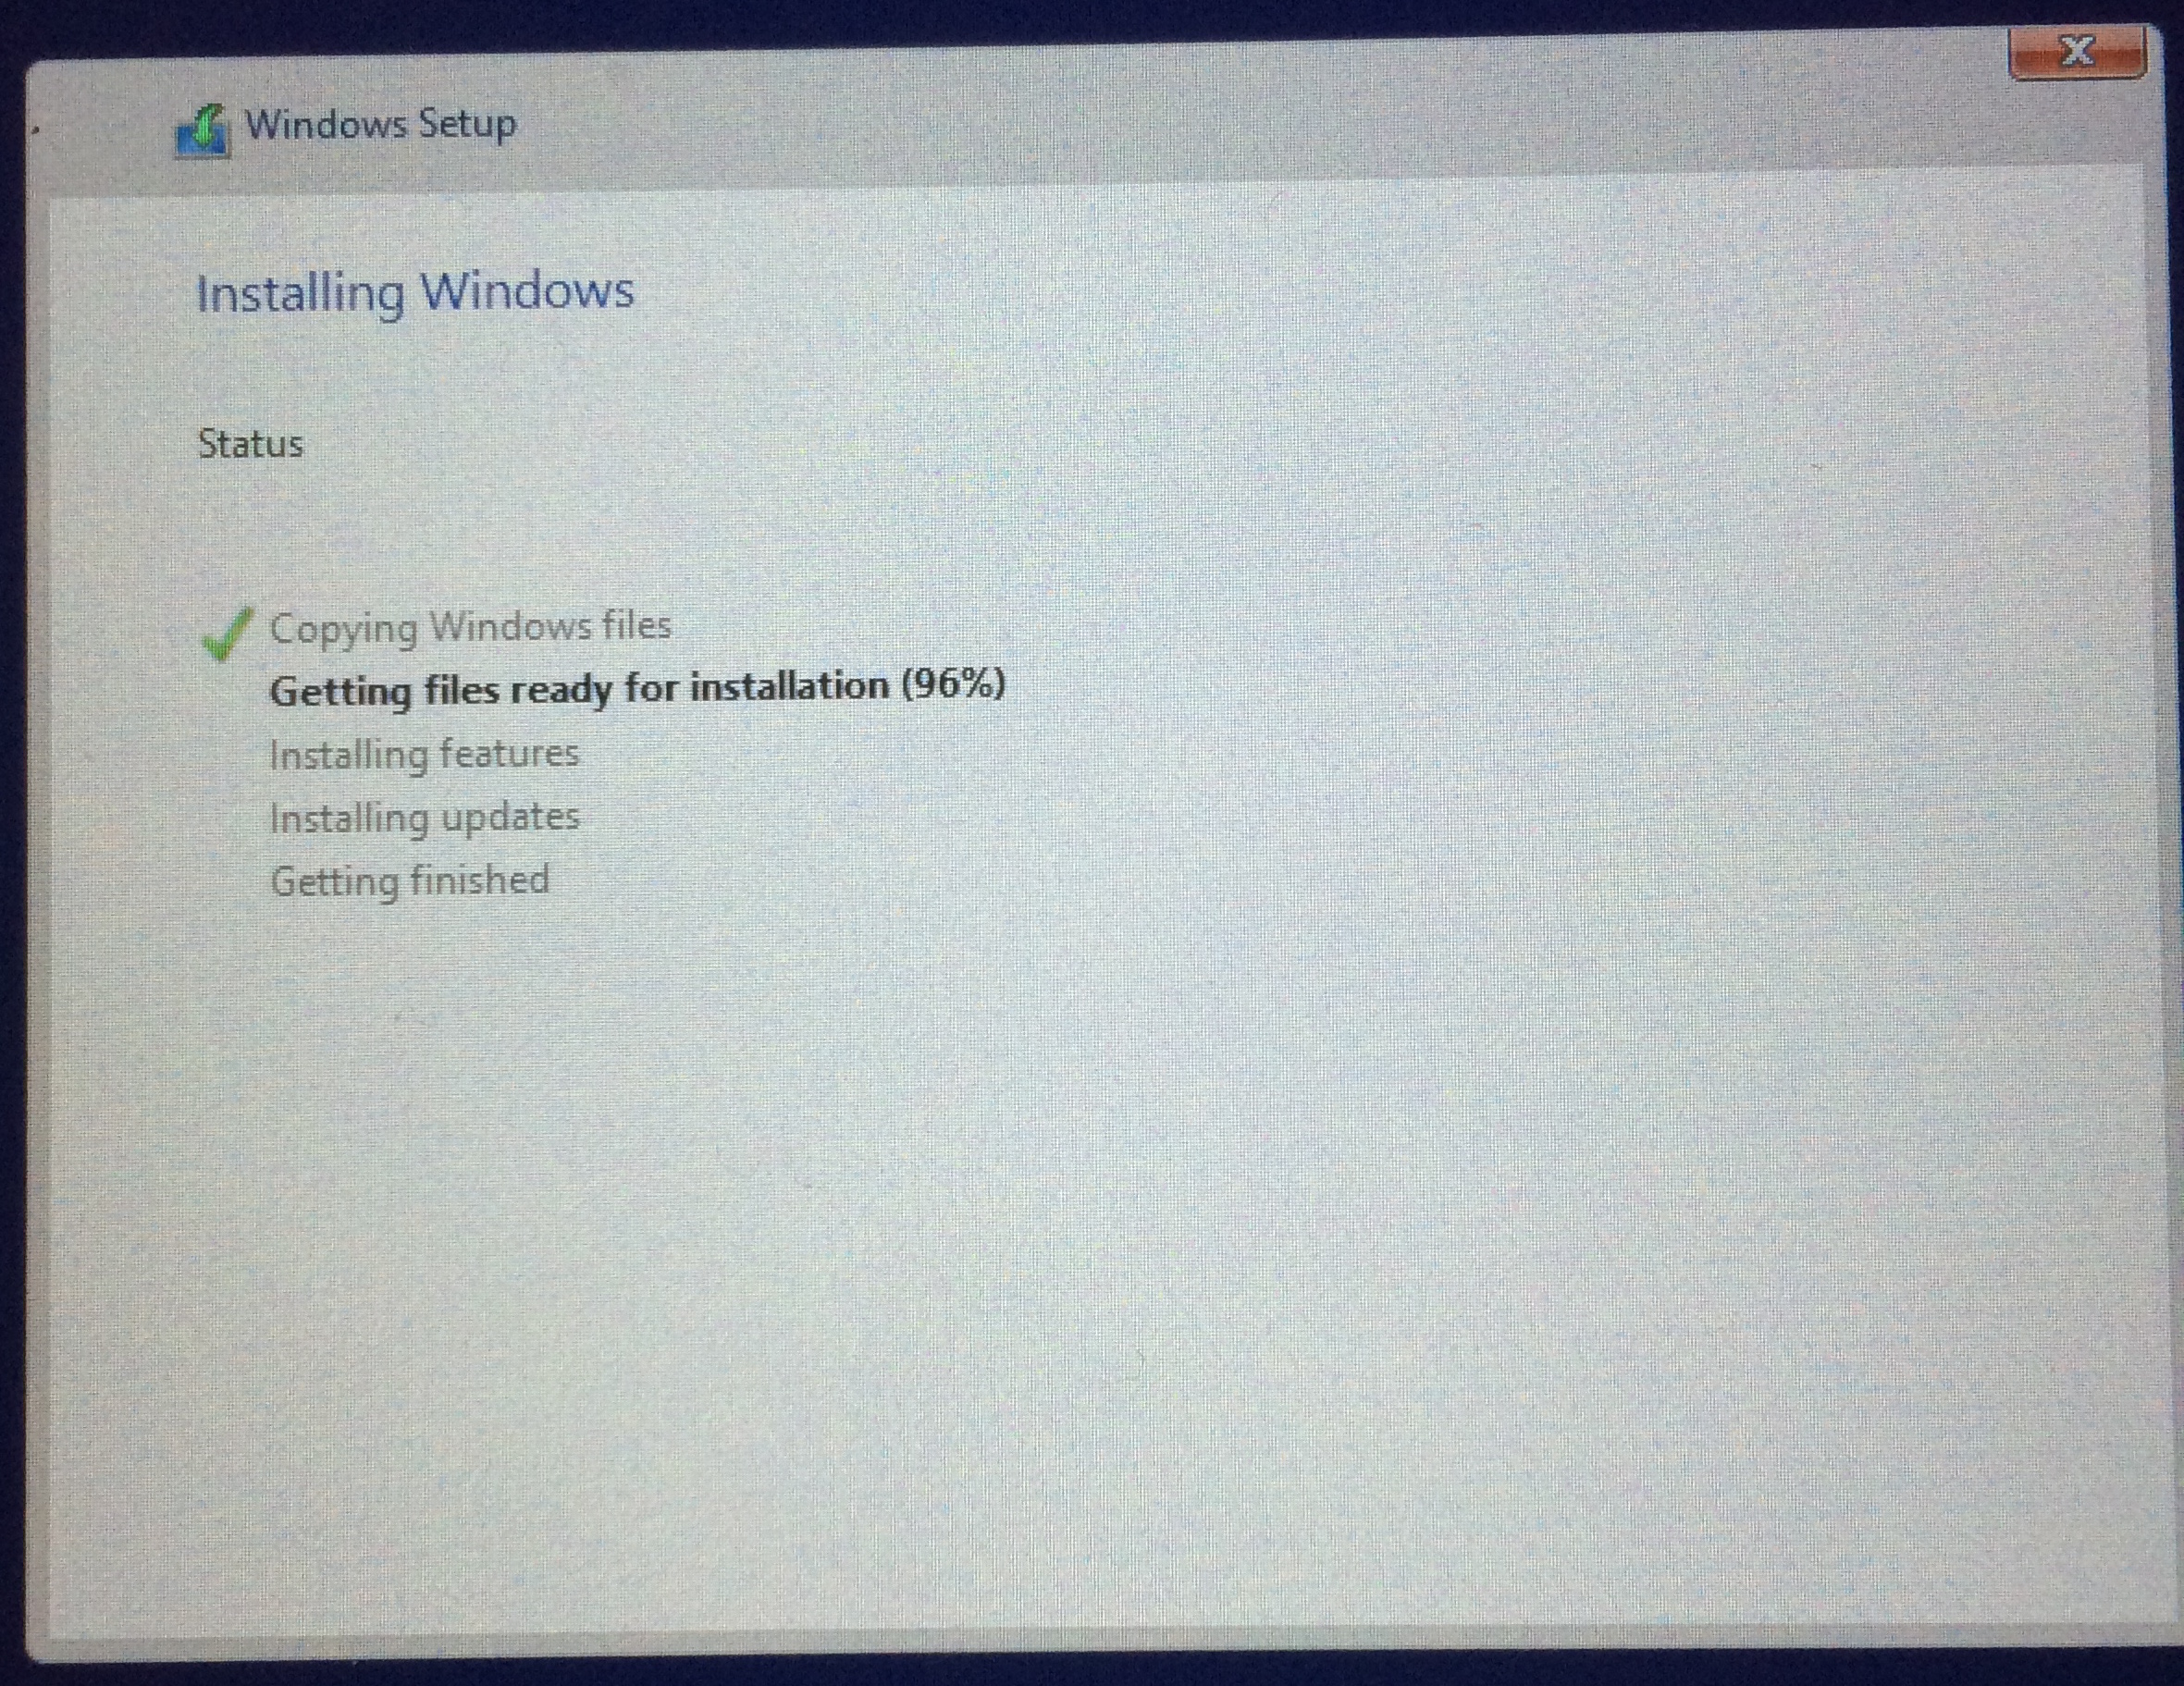 Windows Setup
Installing Windows
Status
Copying Windows files
Getting files ready for installation (96%)
Installing features
Installing updates
Getting finished